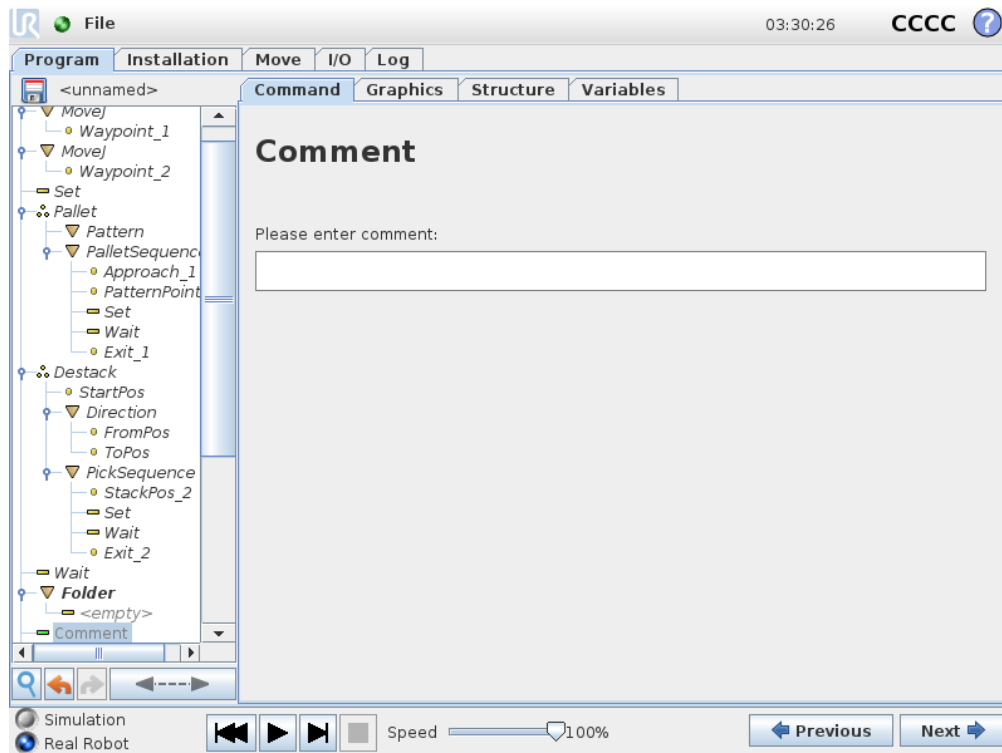 UR File 03:30:26 CCCC ?
Program Installation Move I/O Log
<unnamed>
Command Graphics Structure Variables
MoveJ
Waypoint_1
MoveJ
Waypoint_2
Set
Pallet
Pattern
PalletSequenc
Approach_1
PatternPoint
Set
Wait
Exit_1
Destack
StartPos
Direction
FromPos
ToPos
PickSequence
StackPos_2
Set
Wait
Exit_2
Wait
Folder
<empty>
Comment
Comment
Please enter comment:
Simulation
Real Robot
Speed 100%
Previous Next